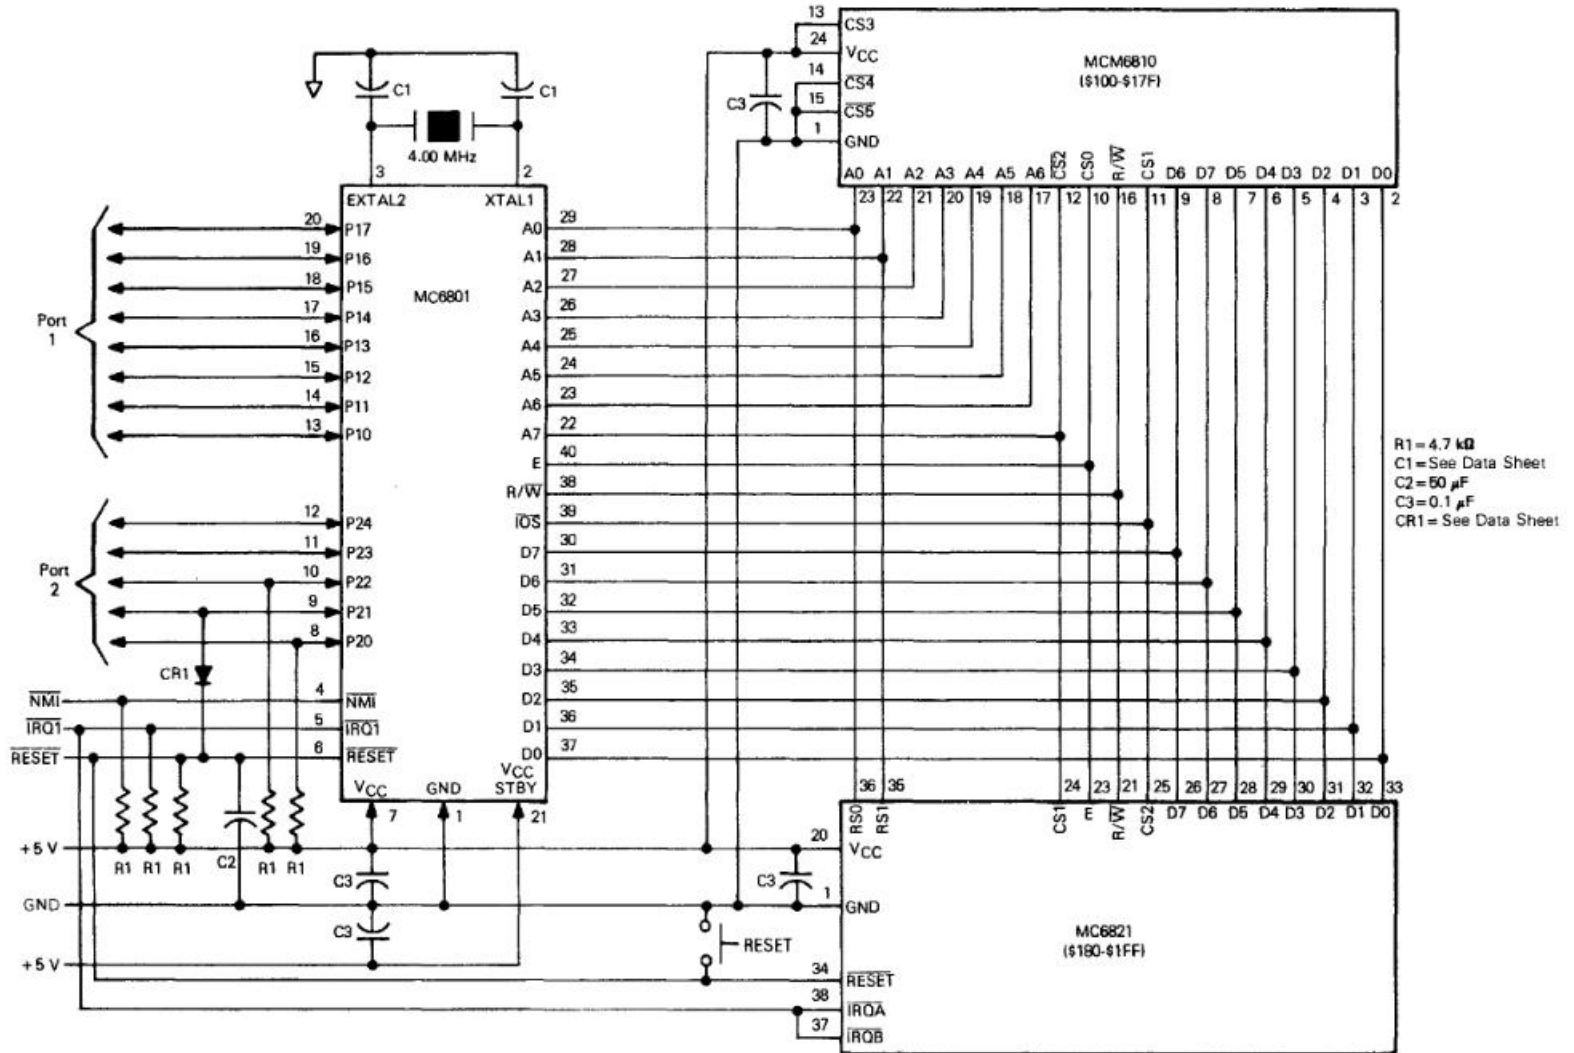 13
CS3
24
VCC
14
CS4
15
CS5
1
GND
C3
MCM6810
($100-$17F)
A0 A1 A2 A3 A4 A5 A6 CS2 CS0 R/W CS1 D6 D7 D5 D4 D3 D2 D1 D0
23 22 21 20 19 18 17 12 10 16 11 9 8 7 6 5 4 3 2
C1
C1
4.00 MHz
3
2
EXTAL2
XTAL1
MC6801
Port
1
20 P17
19 P16
18 P15
17 P14
16 P13
15 P12
14 P11
13 P10
Port
2
12 P24
11 P23
10 P22
9 P21
8 P20
CR1
NMI 4 NMI
IRQ1 5 IRQ1
RESET 6 RESET
A0 29
A1 28
A2 27
A3 26
A4 25
A5 24
A6 23
A7 22
E 40
R/W 38
IOS 39
D7 30
D6 31
D5 32
D4 33
D3 34
D2 35
D1 36
D0 37
VCC
GND
VCC
STBY
7
1
21
R1=4.7 kΩ
C1=See Data Sheet
C2=50 μF
C3=0.1 μF
CR1=See Data Sheet
+5 V
R1 R1 R1 C2 R1 R1
C3
GND
C3
+5 V
RESET
C3
36 35 24 23 21 25 26 27 28 29 30 31 32 33
RS0 RS1 CS1 E R/W CS2 D7 D6 D5 D4 D3 D2 D1 D0
20
VCC
1
GND
MC6821
($180-$1FF)
34
RESET
38
IRQA
37
IRQB